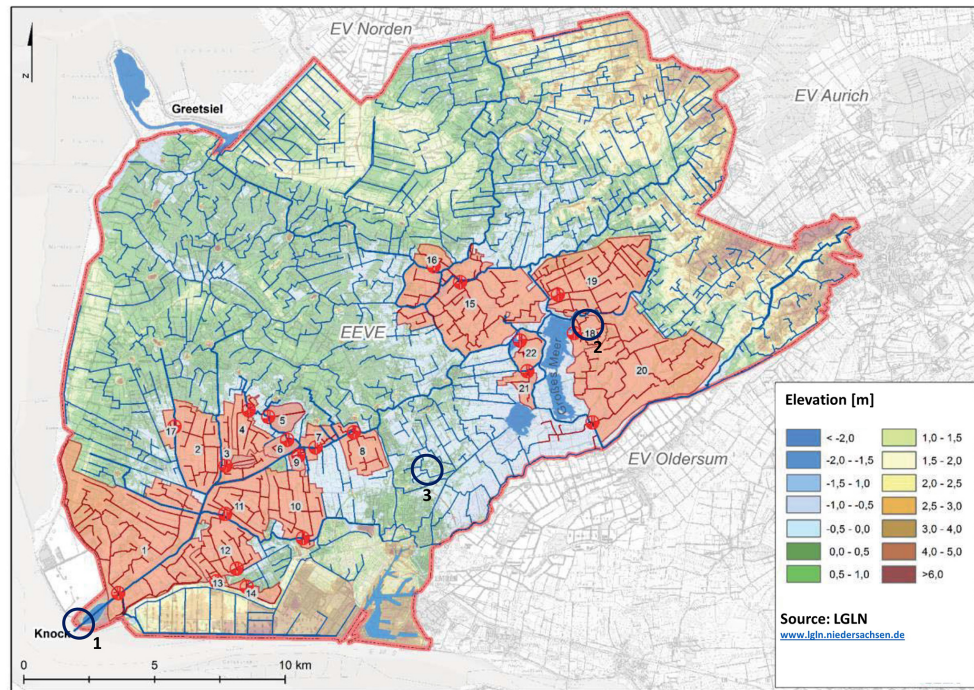 EV Norden
N
Greetsiel
EV Aurich
16
19
15
EEVE
18
2
22
Großes Meer
20
21
17
4
5
7
2
6
8
3
9
EV Oldersum
3
11
10
1
12
13
14
Knock
1
0 5 10 km
Elevation [m]
< -2,0
-2,0 - -1,5
-1,5 - 1,0
-1,0 - -0,5
-0,5 - 0,0
0,0 - 0,5
0,5 - 1,0
1,0 - 1,5
1,5 - 2,0
2,0 - 2,5
2,5 - 3,0
3,0 - 4,0
4,0 - 5,0
>6,0
Source: LGLN
www.lgln.niedersachsen.de